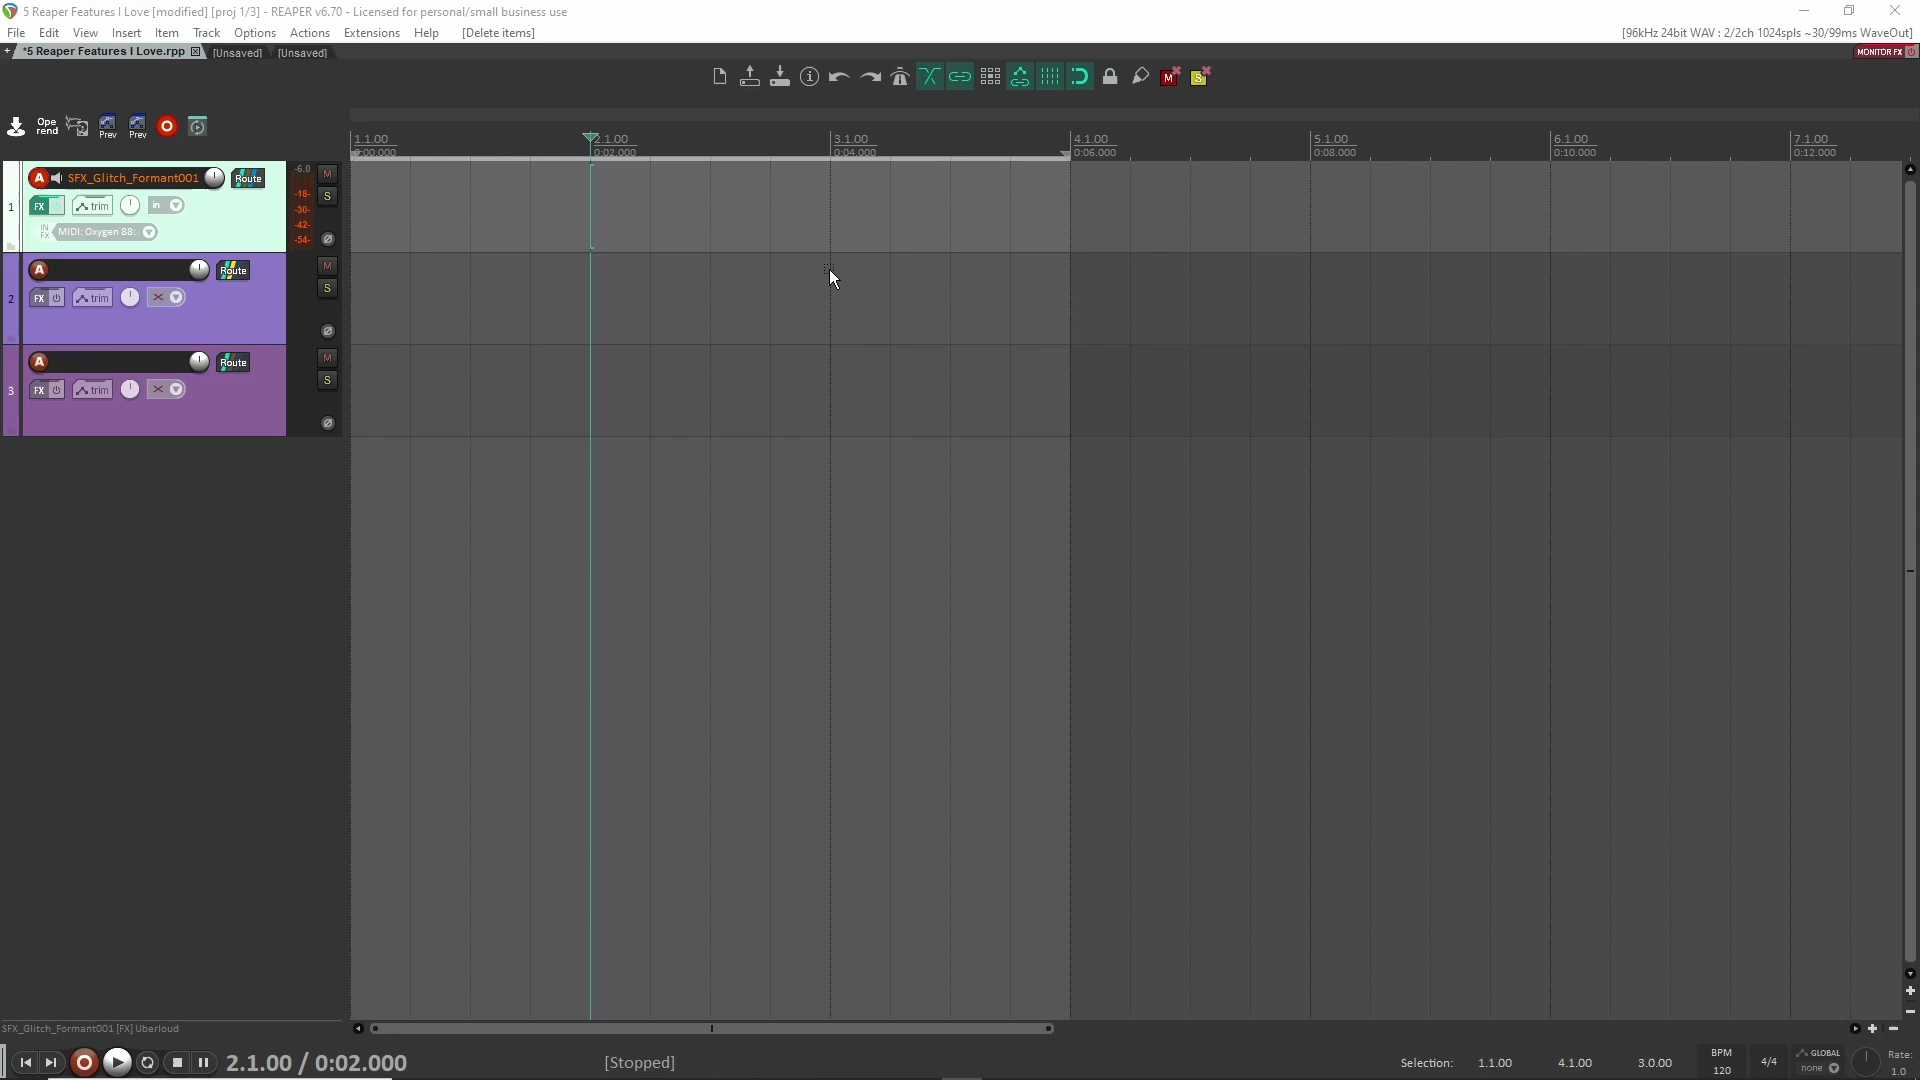 5 Reaper Features I Love [modified] [proj 1/3] - REAPER v6.70 - Licensed for personal/small business use
File Edit View Insert Item Track Options Actions Extensions Help [Delete items] [96kHz 24bit WAV : 2/2ch 1024spls ~30/99ms WaveOut]
+ *5 Reaper Features I Love.rpp [Unsaved] [Unsaved] MONITOR FX
M S
Ope rend Prev Prev
1.1.00 2.1.00 3.1.00 4.1.00 5.1.00 6.1.00 7.1.00
0:00.000 0:02.000 0:04.000 0:06.000 0:08.000 0:10.000 0:12.000
A SFX_Glitch_Formant001 Route -6.0 M
1 FX trim in -18- S
-30-
IN FX MIDI: Oxygen 88: -42-
-54-
A Route M
2 FX trim S
A Route M
3 FX trim S
SFX_Glitch_Formant001 [FX] Uberloud
2.1.00 / 0:02.000 [Stopped] Selection: 1.1.00 4.1.00 3.0.00 BPM 120 4/4 GLOBAL none Rate: 1.0